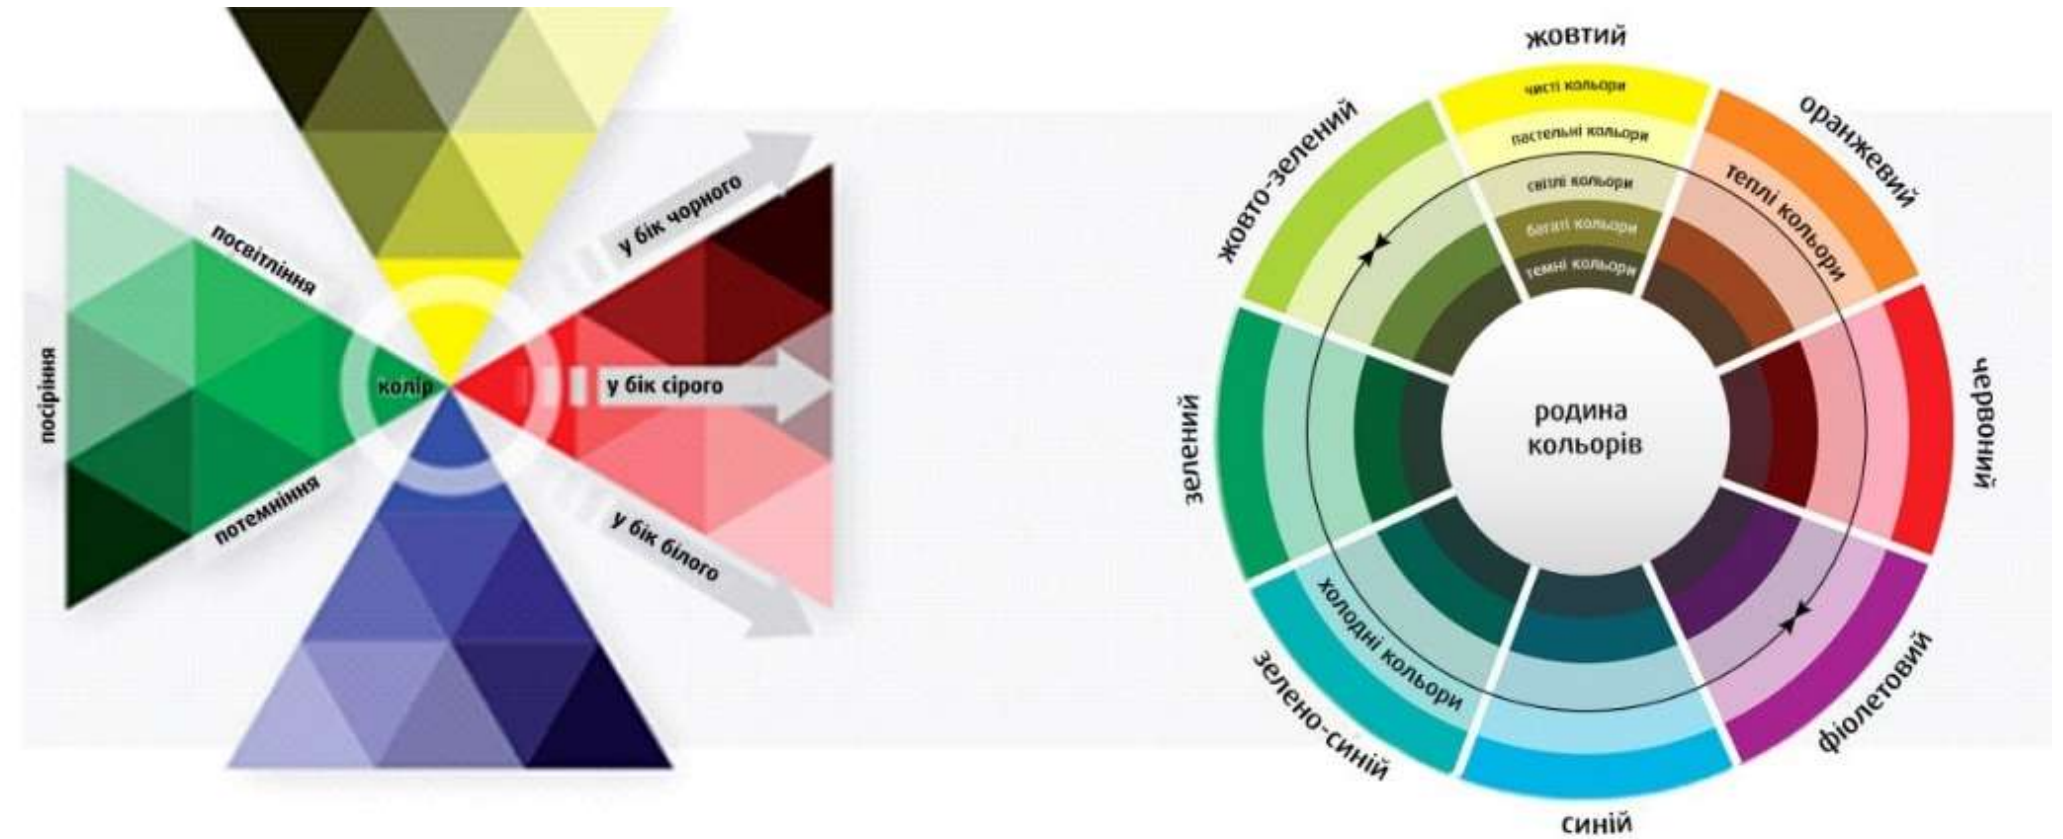 посвітління
посіріння
потемніння
колір
у бік чорного
у бік сірого
у бік білого
жовтий
оранжевий
червоний
фіолетовий
синій
зелено-синій
зелений
жовто-зелений
чисті кольори
пастельні кольори
світлі кольори
багаті кольори
темні кольори
теплі кольори
холодні кольори
родина
кольорів